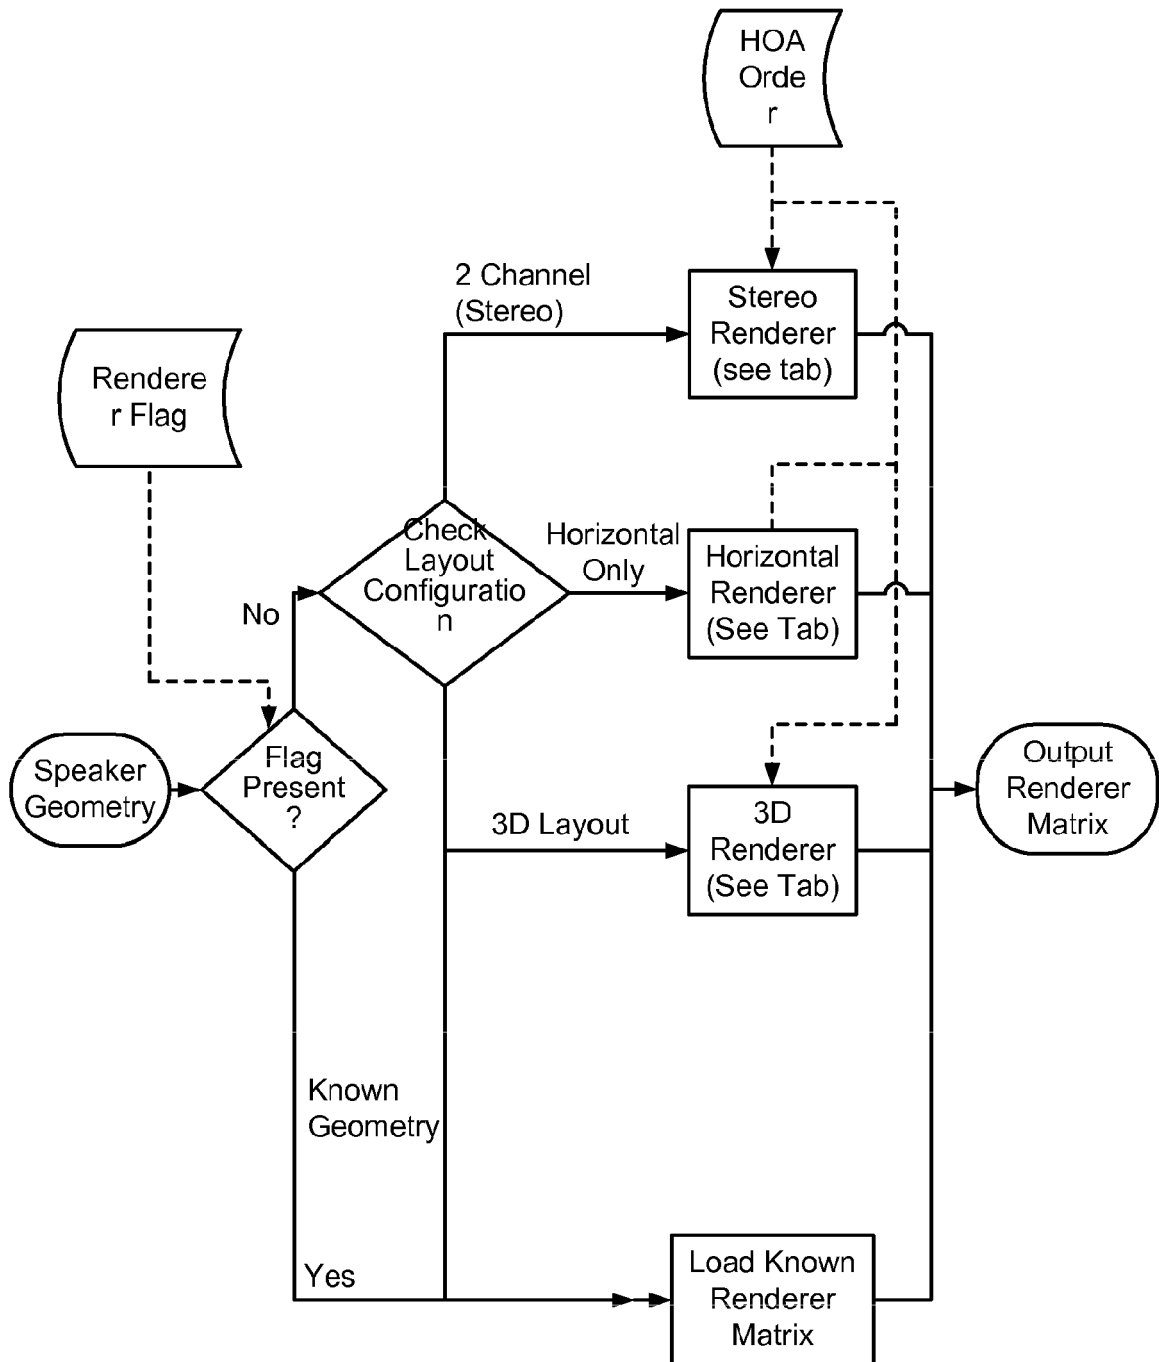 HOA
Orde
r
2 Channel
(Stereo)
Stereo
Renderer
(see tab)
Rendere
r Flag
Check
Layout
Configuratio
n
Horizontal
Only
Horizontal
Renderer
(See Tab)
No
Speaker
Geometry
Flag
Present
?
3D Layout
3D
Renderer
(See Tab)
Output
Renderer
Matrix
Known
Geometry
Yes
Load Known
Renderer
Matrix